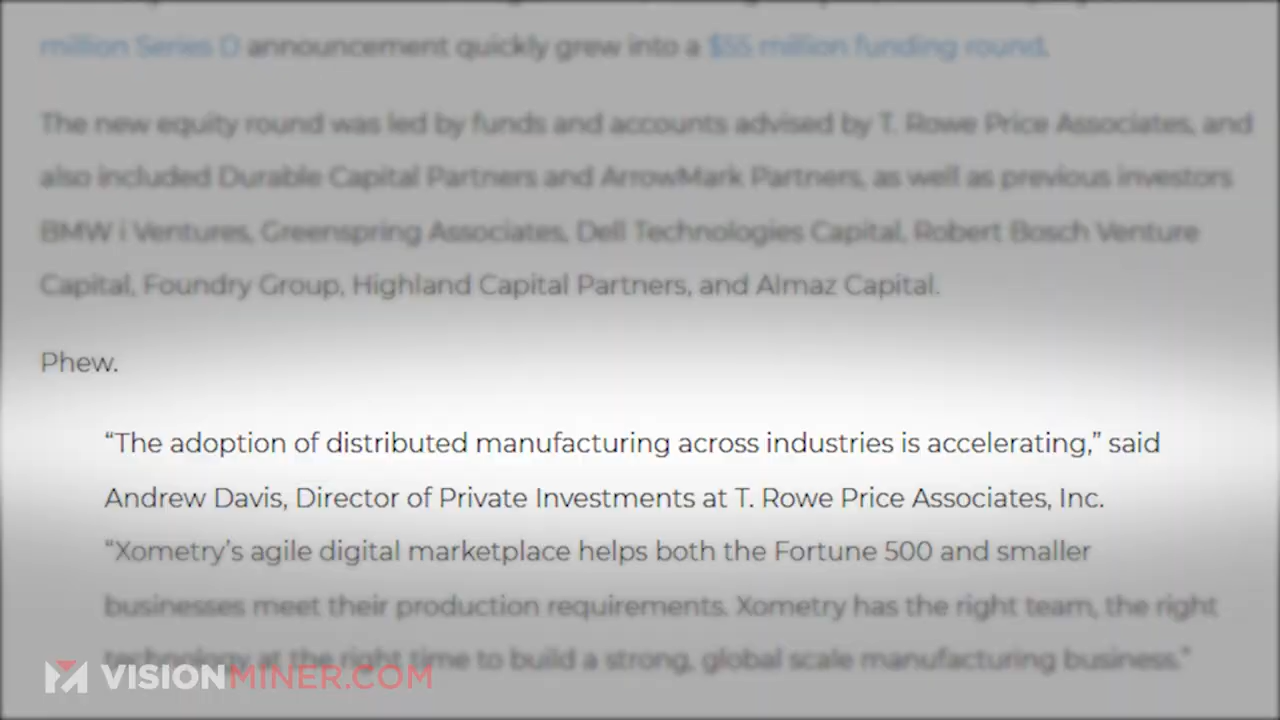 million Series D announcement quickly grew into a $55 million funding round.
The new equity round was led by funds and accounts advised by T. Rowe Price Associates, and
also included Durable Capital Partners and ArrowMark Partners, as well as previous investors
BMW i Ventures, Greenspring Associates, Dell Technologies Capital, Robert Bosch Venture
Capital, Foundry Group, Highland Capital Partners, and Almaz Capital.
Phew.
“The adoption of distributed manufacturing across industries is accelerating,” said
Andrew Davis, Director of Private Investments at T. Rowe Price Associates, Inc.
“Xometry’s agile digital marketplace helps both the Fortune 500 and smaller
businesses meet their production requirements. Xometry has the right team, the right
technology at the right time to build a strong, global scale manufacturing business.”
VISIONMINER.COM